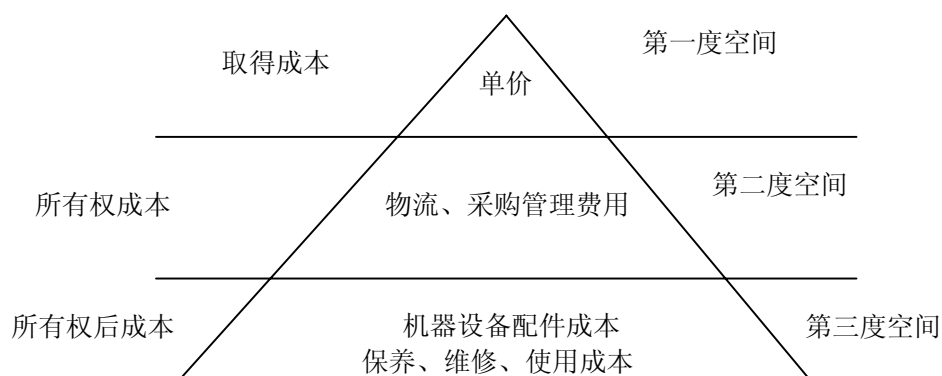 取得成本
单价
第一度空间
所有权成本
物流、采购管理费用
第二度空间
所有权后成本
机器设备配件成本
保养、维修、使用成本
第三度空间